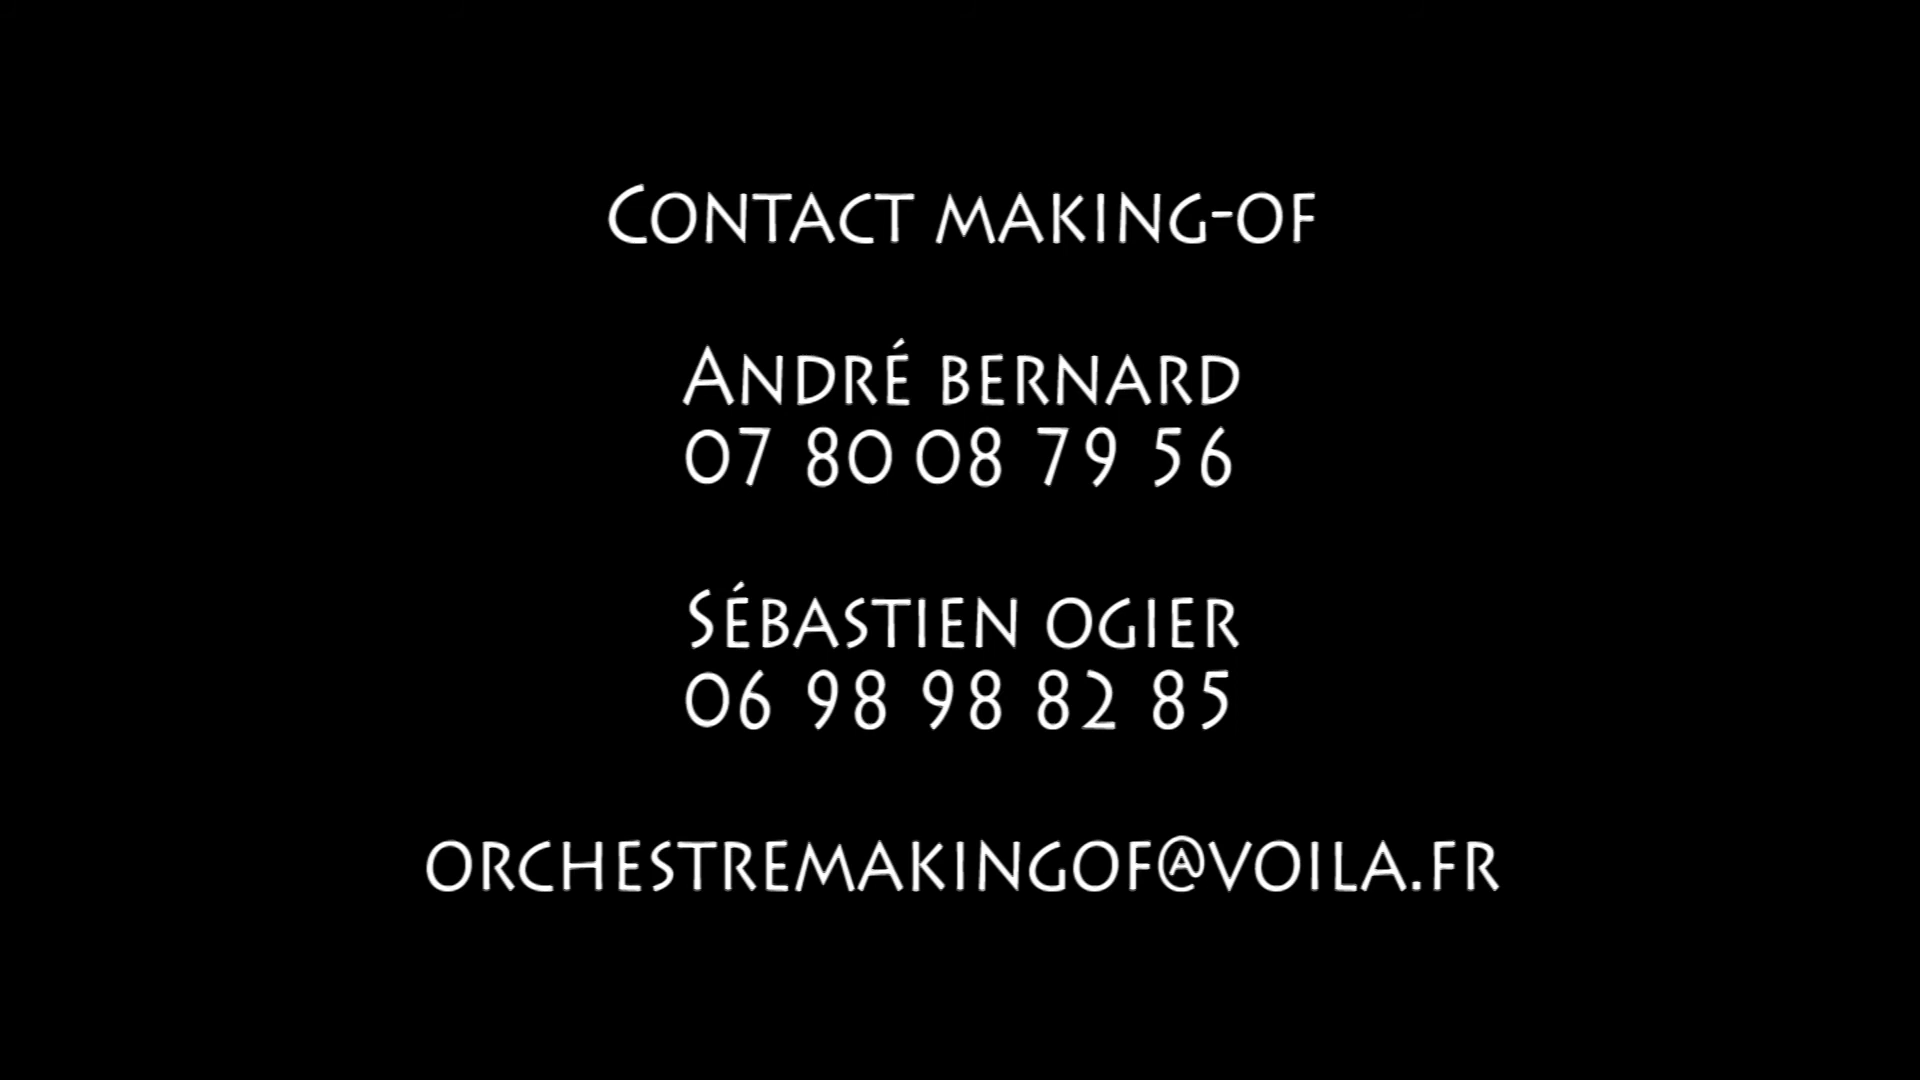 Contact making-of
André Bernard
07 80 08 79 56
Sébastien Ogier
06 98 98 82 85
orchestremakingof@voila.fr